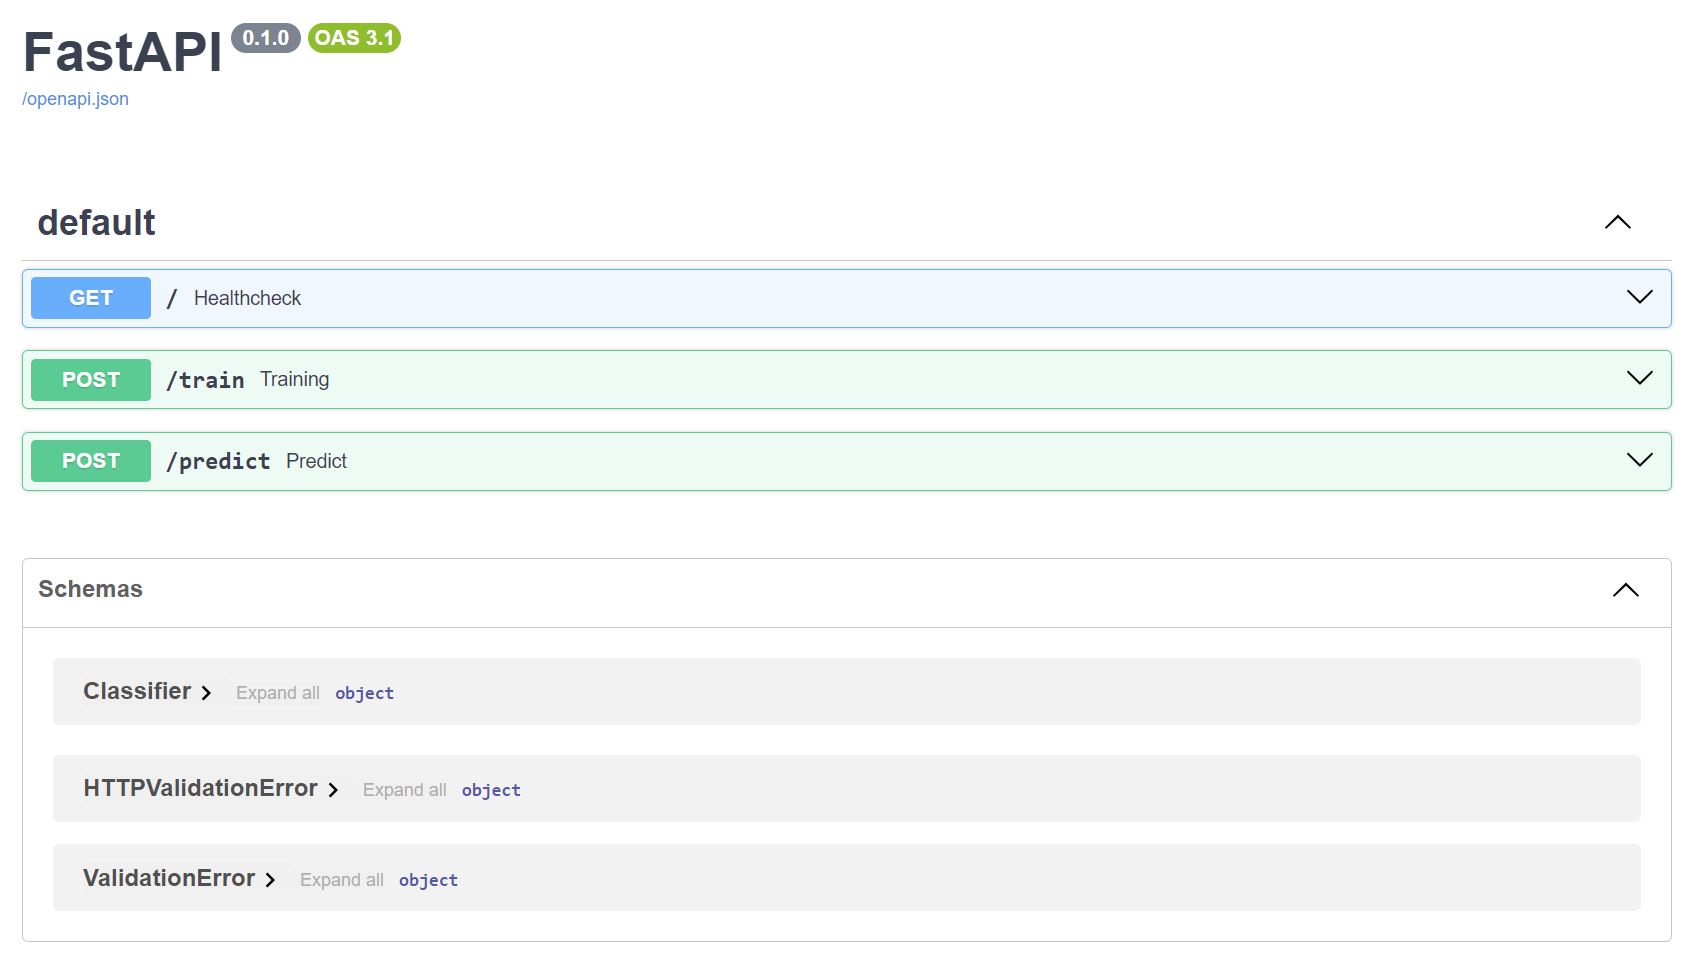 FastAPI 0.1.0 OAS 3.1
/openapi.json
default
GET / Healthcheck
POST /train Training
POST /predict Predict
Schemas
Classifier Expand all object
HTTPValidationError Expand all object
ValidationError Expand all object